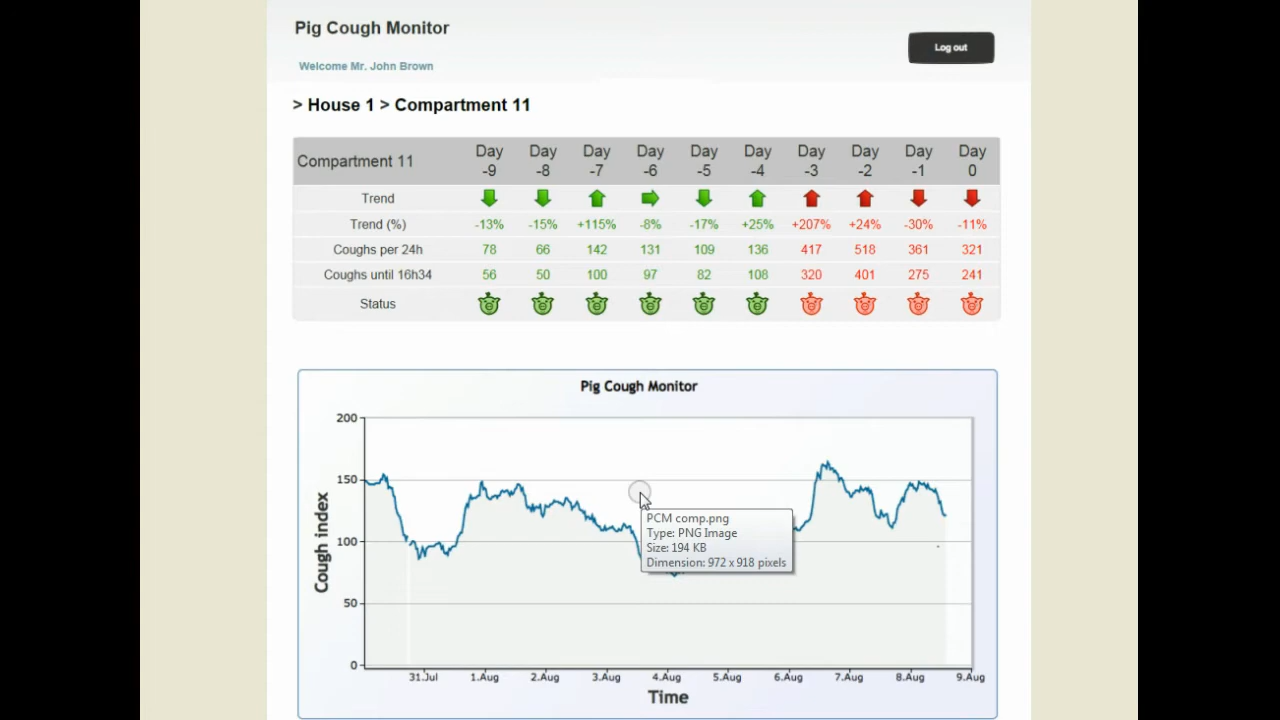 Pig Cough Monitor
Log out
Welcome Mr. John Brown
> House 1 > Compartment 11
Compartment 11 Day -9 Day -8 Day -7 Day -6 Day -5 Day -4 Day -3 Day -2 Day -1 Day 0
Trend
Trend (%) -13% -15% +115% -8% -17% +25% +207% +24% -30% -11%
Coughs per 24h 78 66 142 131 109 136 417 518 361 321
Coughs until 16h34 56 50 100 97 82 108 320 401 275 241
Status
Pig Cough Monitor
200
150
100
50
0
Cough index
PCM comp.png
Type: PNG Image
Size: 194 KB
Dimension: 972 x 918 pixels
31.Jul 1.Aug 2.Aug 3.Aug 4.Aug 5.Aug 6.Aug 7.Aug 8.Aug 9.Aug
Time